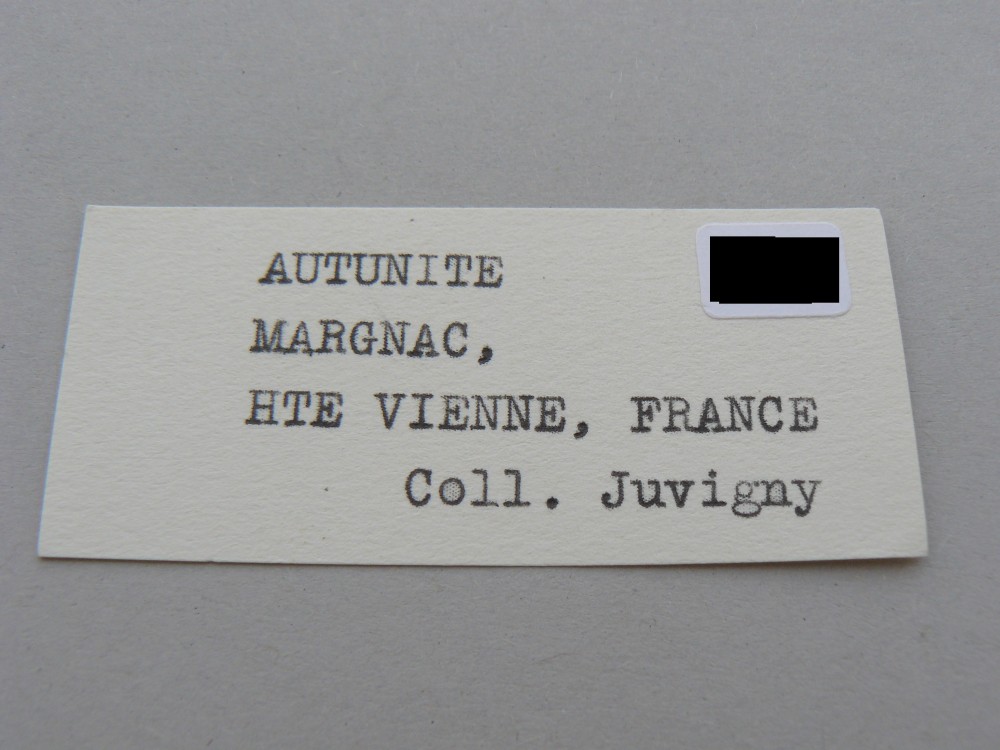 AUTUNITE
MARGNAC,
HTE VIENNE, FRANCE
Coll. Juvigny